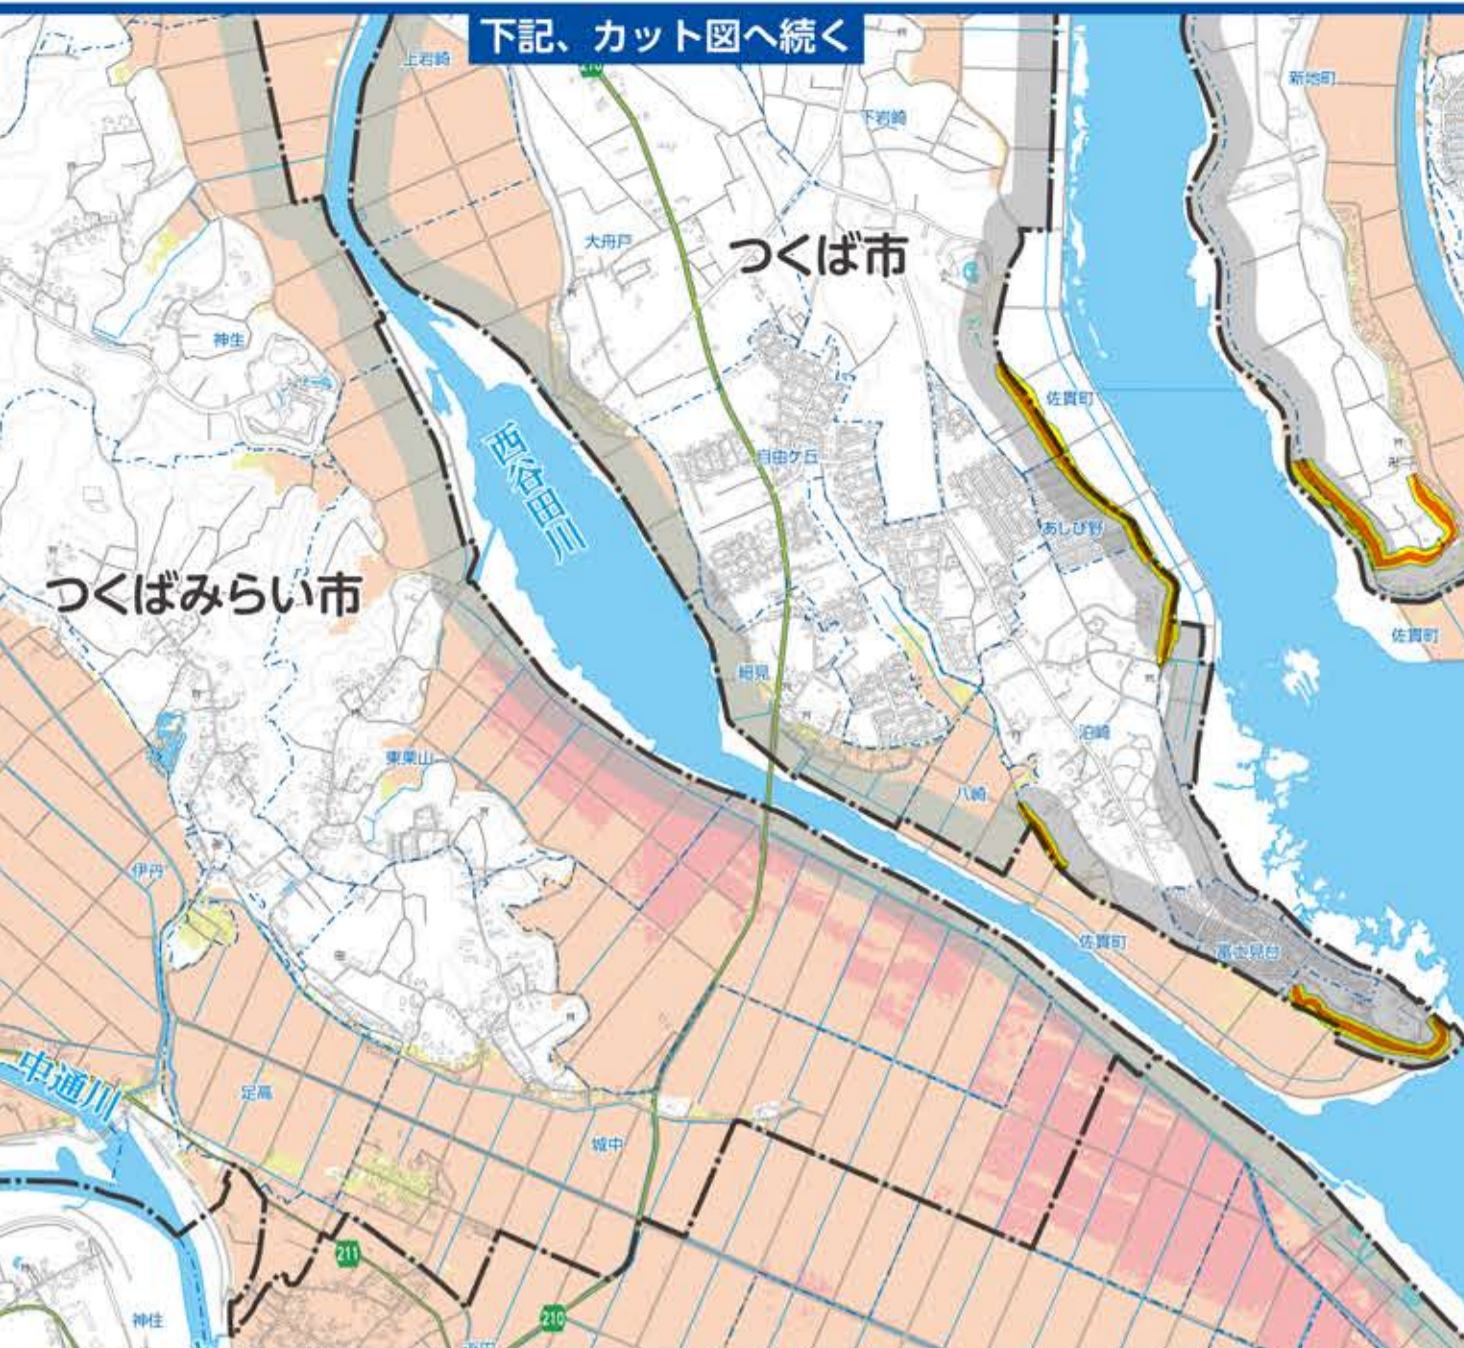 下記、カット図へ続く
上岩崎
210
新地町
下岩崎
大舟戸
つくば市
神生
佐貫町
自由ケ丘
西谷田川
あしび野
つくばみらい市
佐貫町
細見
泊崎
東栗山
八崎
伊丹
佐貫町
富士見台
中通川
足高
城中
211
210
神住